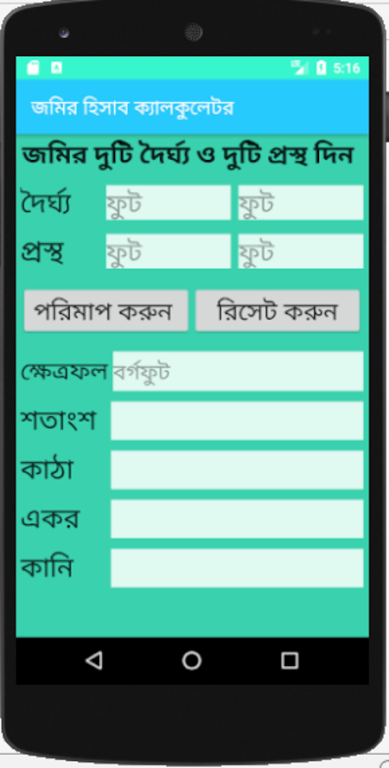 5:16
জমির হিসাব ক্যালকুলেটর
জমির দুটি দৈর্ঘ্য ও দুটি প্রস্থ দিন
দৈর্ঘ্য ফুট ফুট
প্রস্থ ফুট ফুট
পরিমাপ করুন রিসেট করুন
ক্ষেত্রফল বর্গফুট
শতাংশ
কাঠা
একর
কানি